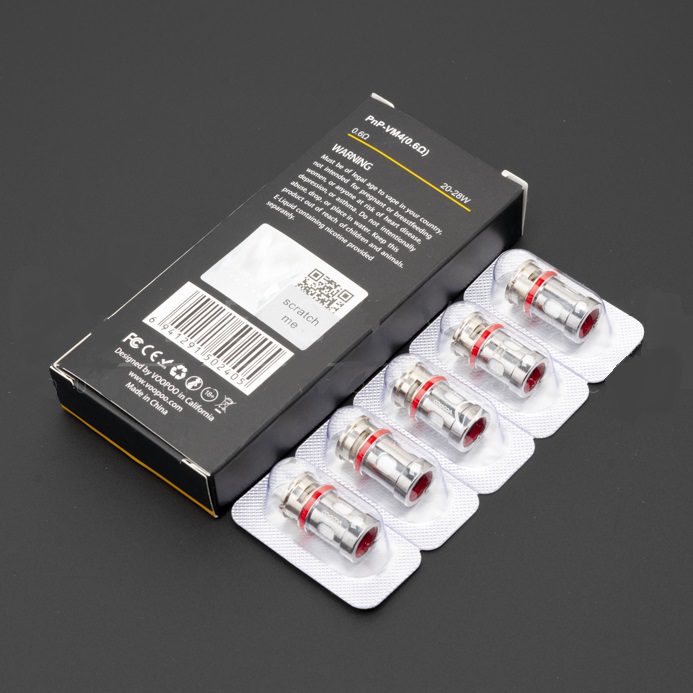 PnP-VM4(0.6Ω)
0.6Ω 20-28W
WARNING
Must be of legal age to vape in your country,
not intended for pregnant or breastfeeding
women, or anyone at risk of heart disease,
depression, or asthma. Do not intentionally
abuse, drop, or place in water. Keep this
product out of reach of children and animals.
E-Liquid containing nicotine provided
separately.
scratch
me
6 941291 502405
FC CE
18+
Designed by VOOPOO in California
www.voopoo.com
Made in China